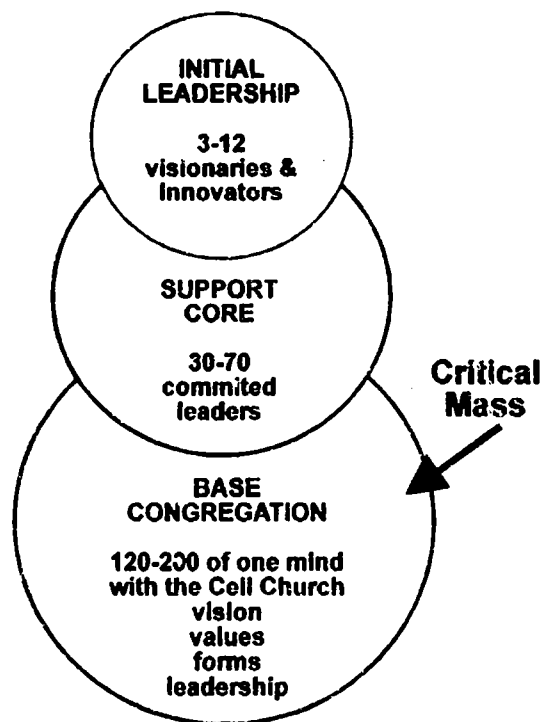 INITIAL
LEADERSHIP
3-12
visionaries &
innovators
SUPPORT
CORE
30-70
commited
leaders
Critical
Mass
BASE
CONGREGATION
120-200 of one mind
with the Cell Church
vision
values
forms
leadership